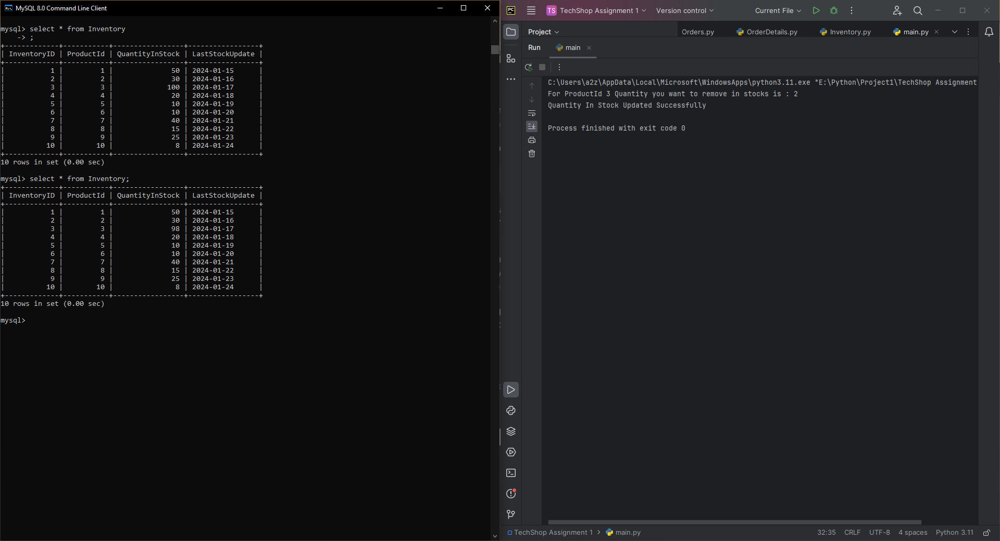 MySQL 8.0 Command Line Client
mysql> select * from Inventory
    -> ;
+-------------+-----------+-----------------+-----------------+
| InventoryID | ProductId | QuantityInStock | LastStockUpdate |
+-------------+-----------+-----------------+-----------------+
|           1 |         1 |              50 | 2024-01-15      |
|           2 |         2 |              30 | 2024-01-16      |
|           3 |         3 |             100 | 2024-01-17      |
|           4 |         4 |              20 | 2024-01-18      |
|           5 |         5 |              10 | 2024-01-19      |
|           6 |         6 |              10 | 2024-01-20      |
|           7 |         7 |              40 | 2024-01-21      |
|           8 |         8 |              15 | 2024-01-22      |
|           9 |         9 |              25 | 2024-01-23      |
|          10 |        10 |               8 | 2024-01-24      |
+-------------+-----------+-----------------+-----------------+
10 rows in set (0.00 sec)
mysql> select * from Inventory;
+-------------+-----------+-----------------+-----------------+
| InventoryID | ProductId | QuantityInStock | LastStockUpdate |
+-------------+-----------+-----------------+-----------------+
|           1 |         1 |              50 | 2024-01-15      |
|           2 |         2 |              30 | 2024-01-16      |
|           3 |         3 |              98 | 2024-01-17      |
|           4 |         4 |              20 | 2024-01-18      |
|           5 |         5 |              10 | 2024-01-19      |
|           6 |         6 |              10 | 2024-01-20      |
|           7 |         7 |              40 | 2024-01-21      |
|           8 |         8 |              15 | 2024-01-22      |
|           9 |         9 |              25 | 2024-01-23      |
|          10 |        10 |               8 | 2024-01-24      |
+-------------+-----------+-----------------+-----------------+
10 rows in set (0.00 sec)
mysql>
PC TS TechShop Assignment 1 Version control Current File
Project Orders.py OrderDetails.py Inventory.py main.py
Run main
C:\Users\a2z\AppData\Local\Microsoft\WindowsApps\python3.11.exe "E:\Python\Project1\TechShop Assignment
For ProductId 3 Quantity you want to remove in stocks is : 2
Quantity In Stock Updated Successfully
Process finished with exit code 0
TechShop Assignment 1 > main.py 32:35 CRLF UTF-8 4 spaces Python 3.11